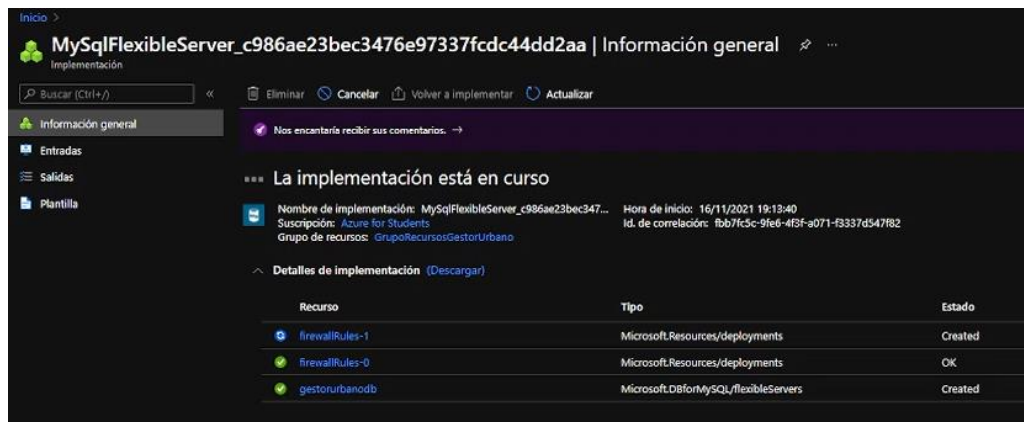 Inicio >
MySqlFlexibleServer_c986ae23bec3476e97337fcdc44dd2aa | Información general
Implementación
Buscar (Ctrl+/)
«
Eliminar Cancelar Volver a implementar Actualizar
Información general
Entradas
Salidas
Plantilla
Nos encantaría recibir sus comentarios. →
La implementación está en curso
Nombre de implementación: MySqlFlexibleServer_c986ae23bec347... Hora de inicio: 16/11/2021 19:13:40
Suscripción: Azure for Students Id. de correlación: fbb7fc5c-9fe6-4f3f-a071-f3337d547f82
Grupo de recursos: GrupoRecursosGestorUrbano
Detalles de implementación (Descargar)
Recurso Tipo Estado
firewallRules-1 Microsoft.Resources/deployments Created
firewallRules-0 Microsoft.Resources/deployments OK
gestorurbanodb Microsoft.DBforMySQL/flexibleServers Created